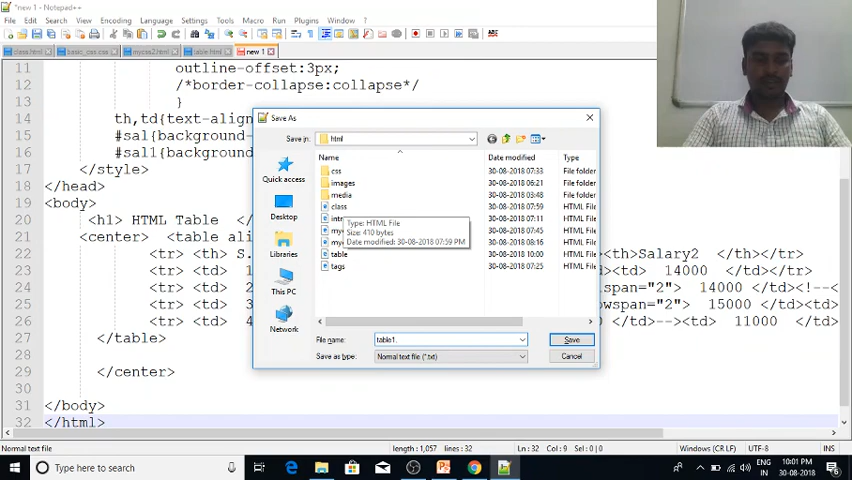 *new 1 - Notepad++
File Edit Search View Encoding Language Settings Tools Macro Run Plugins Window ?
class.html basic_css.css mycss2.html table.html new 1
11 outline-offset:3px;
12 /*border-collapse:collapse*/
13 }
14 th,td{text-alig
15 #sal{background-
16 #sal1{background-
17 </style>
18 </head>
19 <body>
20 <h1> HTML Table </
21 <center> <table ali
22 <tr> <th> S. <th>Salary2 </th></tr>
23 <tr> <td> 1 <td> 14000 </td></tr>
24 <tr> <td> 2 span="2"> 14000 </td><!--<
25 <tr> <td> 3 owspan="2"> 15000 </td></tr>
26 <tr> <td> 4 0 </td>--><td> 11000 </td>
27 </table>
28
29 </center>
30
31 </body>
32 </html>
Save As
Save in: html
Name Date modified Type
css 30-08-2018 07:33 File folder
images 30-08-2018 06:21 File folder
media 30-08-2018 File folder
class 30-08-2018 07:59 HTML File
30-08-2018 07:11 HTML File
30-08-2018 07:45 HTML File
30-08-2018 08:16 HTML File
table 30-08-2018 10:00 HTML File
tags 30-08-2018 07:25 HTML File
Type: HTML File
Size: 410 bytes
Date modified: 30-08-2018 07:59 PM
Quick access
Desktop
Libraries
This PC
Network
File name: table1. Save
Save as type: Normal text file (*.txt) Cancel
Normal text file length : 1,057 lines : 32 Ln : 32 Col : 9 Sel : 0 | 0 Windows (CR LF) UTF-8 INS
Type here to search
ENG
IN
10:01 PM
30-08-2018